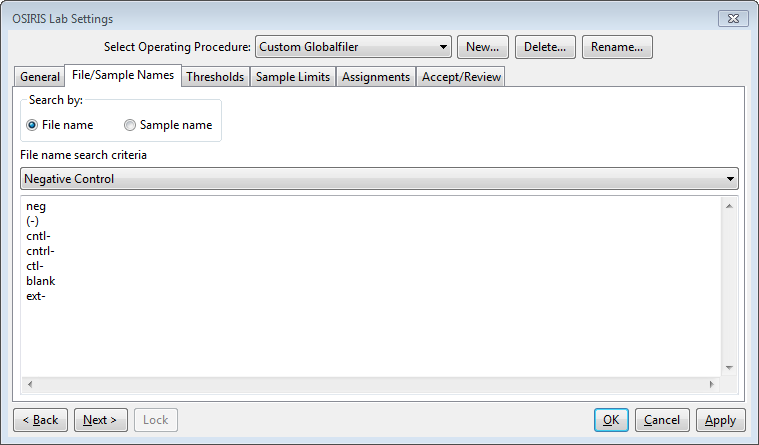 OSIRIS Lab Settings
Select Operating Procedure: Custom Globalfiler New... Delete... Rename...
General File/Sample Names Thresholds Sample Limits Assignments Accept/Review
Search by:
File name Sample name
File name search criteria
Negative Control
neg
(-)
cntl-
cntrl-
ctl-
blank
ext-
< Back Next > Lock OK Cancel Apply